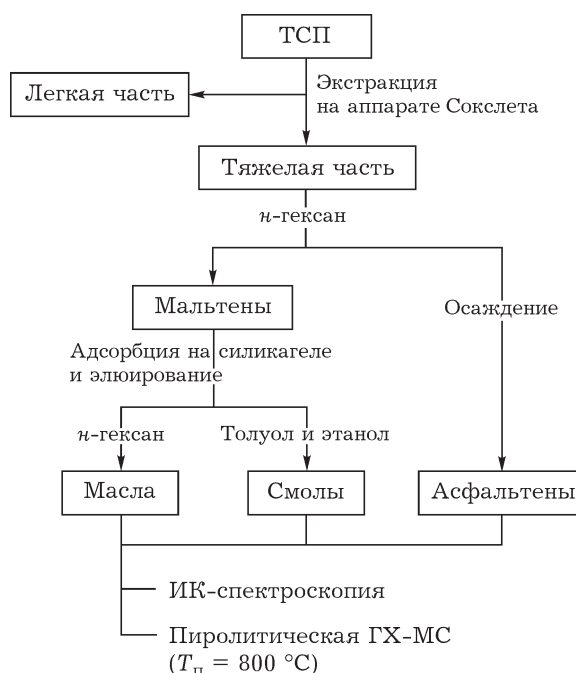 ТСП
Экстракция
на аппарате Сокслета
Легкая часть
Тяжелая часть
н-гексан
Мальтены
Осаждение
Адсорбция на силикагеле
и элюирование
н-гексан
Толуол и этанол
Масла
Смолы
Асфальтены
ИК-спектроскопия
Пиролитическая ГХ-МС
(Tп = 800 °C)